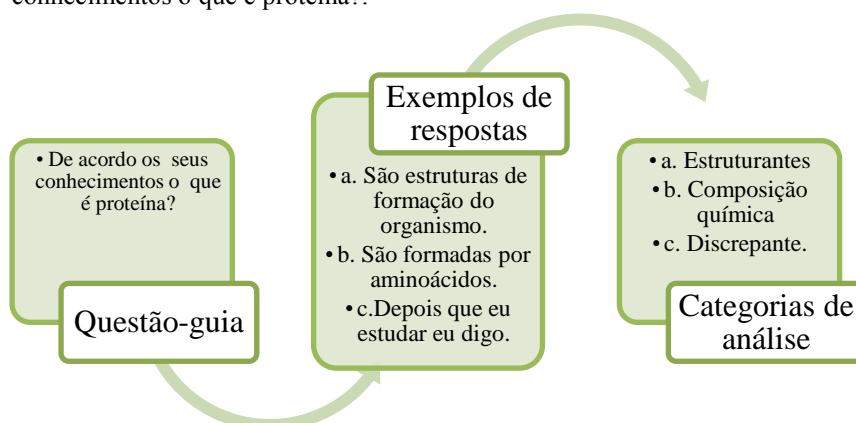 conhecimentos o que é proteína?.
• De acordo os seus
conhecimentos o que
é proteína?
Questão-guia
Exemplos de
respostas
• a. São estruturas de
formação do
organismo.
• b. São formadas por
aminoácidos.
• c.Depois que eu
estudar eu digo.
• a. Estruturantes
• b. Composição
química
• c. Discrepante.
Categorias de
análise